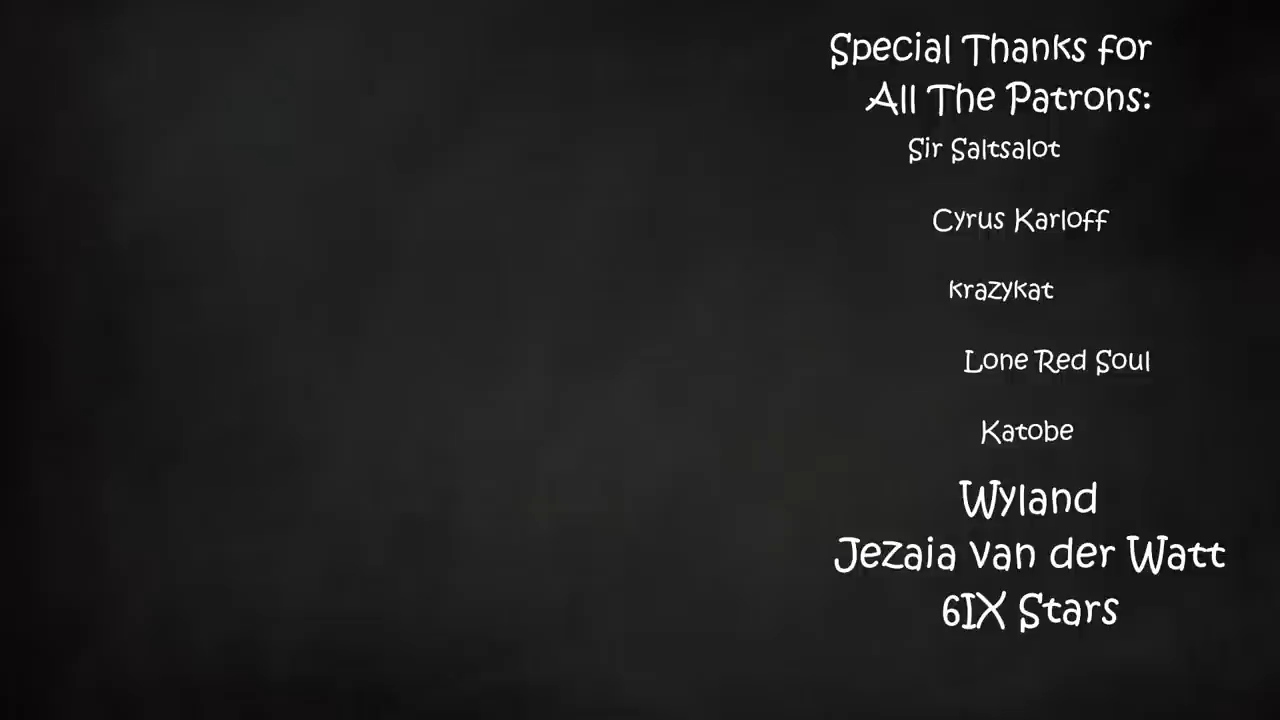 Special Thanks for
All The Patrons:
Sir Saltsalot
Cyrus Karloff
krazykat
Lone Red Soul
Katobe
Wyland
Jezaia van der Watt
6IX Stars